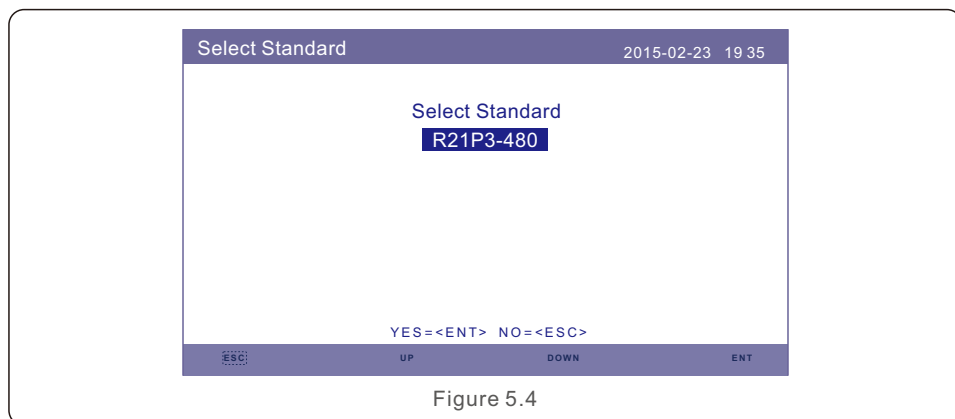 Select Standard 2015-02-23 19 35
Select Standard
R21P3-480
YES=<ENT> NO=<ESC>
ESC UP DOWN ENT
Figure 5.4